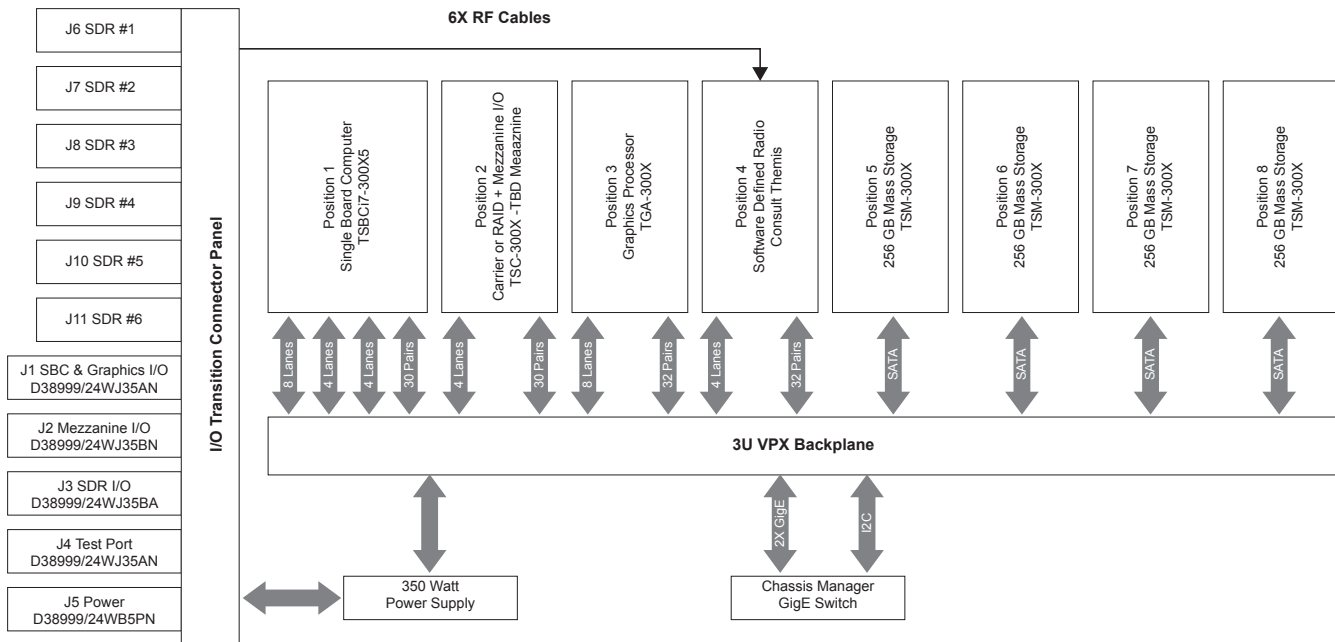 6X RF Cables
J6 SDR #1
J7 SDR #2
J8 SDR #3
J9 SDR #4
J10 SDR #5
J11 SDR #6
J1 SBC & Graphics I/O
D38999/24WJ35AN
J2 Mezzanine I/O
D38999/24WJ35BN
J3 SDR I/O
D38999/24WJ35BA
J4 Test Port
D38999/24WJ35AN
J5 Power
D38999/24WB5PN
I/O Transition Connector Panel
Position 1
Single Board Computer
TSBCi7-300X5
Position 2
Carrier or RAID + Mezzanine I/O
TSC-300X -TBD Meaaznine
Position 3
Graphics Processor
TGA-300X
Position 4
Software Defined Radio
Consult Themis
Position 5
256 GB Mass Storage
TSM-300X
Position 6
256 GB Mass Storage
TSM-300X
Position 7
256 GB Mass Storage
TSM-300X
Position 8
256 GB Mass Storage
TSM-300X
8 Lanes
4 Lanes
4 Lanes
30 Pairs
4 Lanes
30 Pairs
8 Lanes
32 Pairs
4 Lanes
32 Pairs
SATA
SATA
SATA
SATA
3U VPX Backplane
2X GigE
I2C
350 Watt
Power Supply
Chassis Manager
GigE Switch